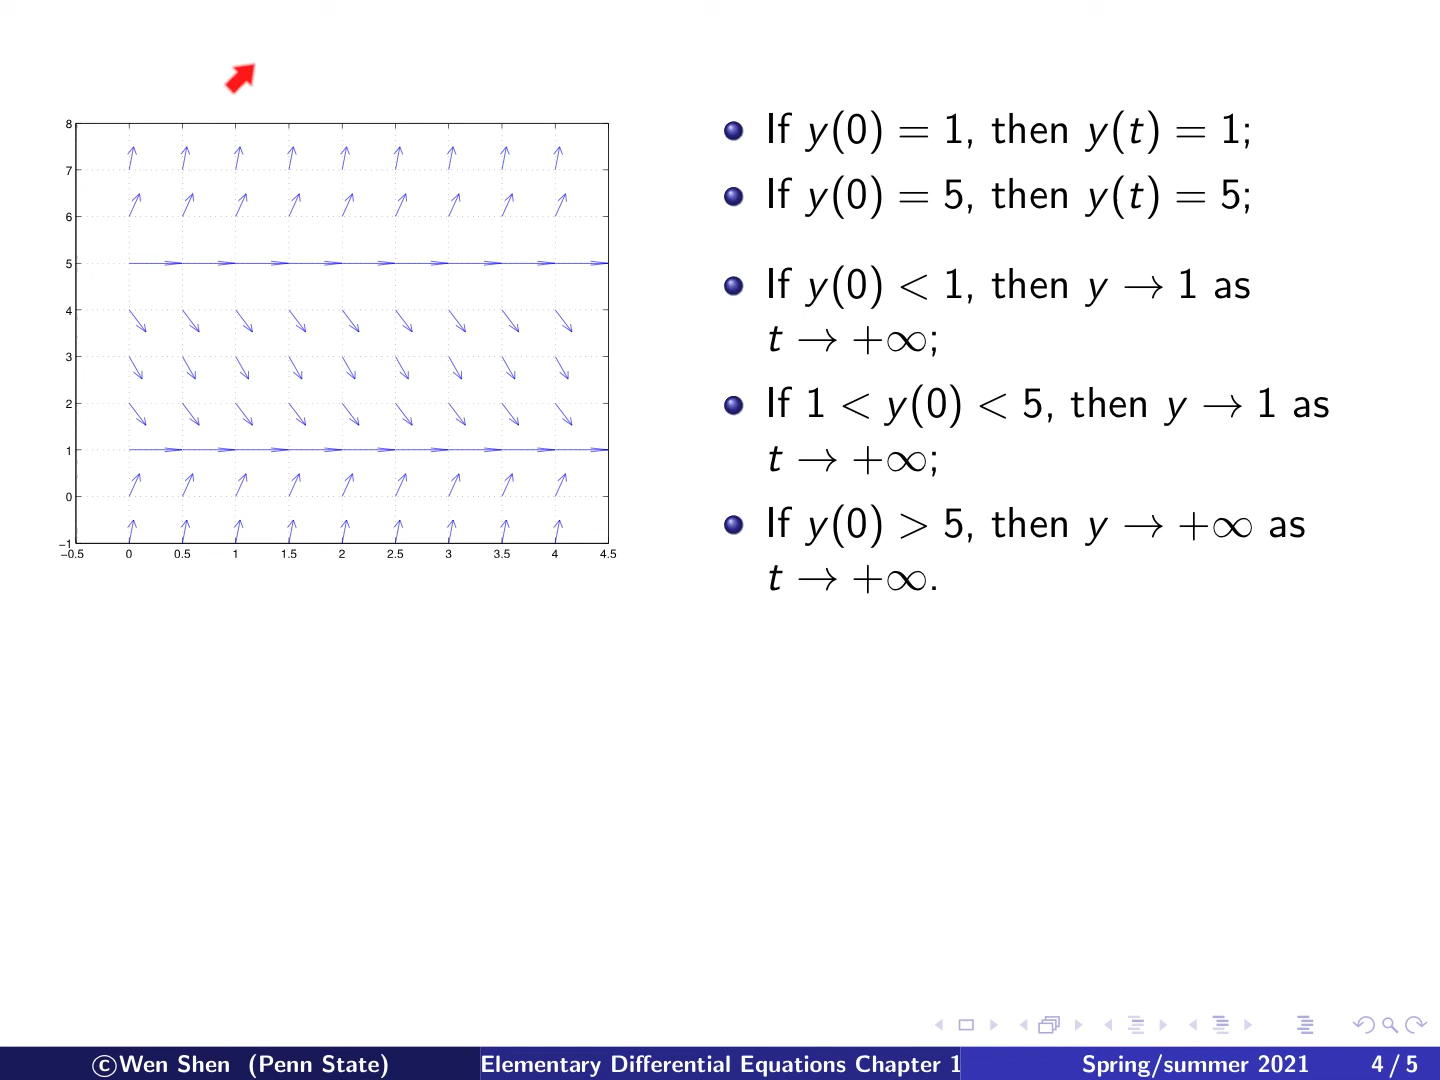 8
7
6
5
4
3
2
1
0
−1
−0.5 0 0.5 1 1.5 2 2.5 3 3.5 4 4.5
If y(0) = 1, then y(t) = 1;
If y(0) = 5, then y(t) = 5;
If y(0) < 1, then y → 1 as
t → +∞;
If 1 < y(0) < 5, then y → 1 as
t → +∞;
If y(0) > 5, then y → +∞ as
t → +∞.
©Wen Shen (Penn State) Elementary Differential Equations Chapter 1 Spring/summer 2021 4 / 5